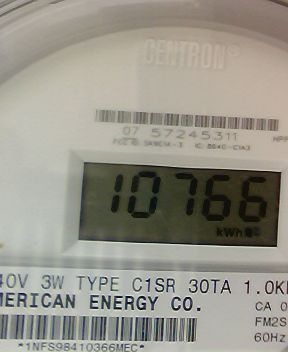 CENTRON®
07 57245311
10766
kWh
40V 3W TYPE C1SR 30TA 1.0K
MERICAN ENERGY CO.
CA 0
FM2S
60Hz
*1NFS98410366MEC*